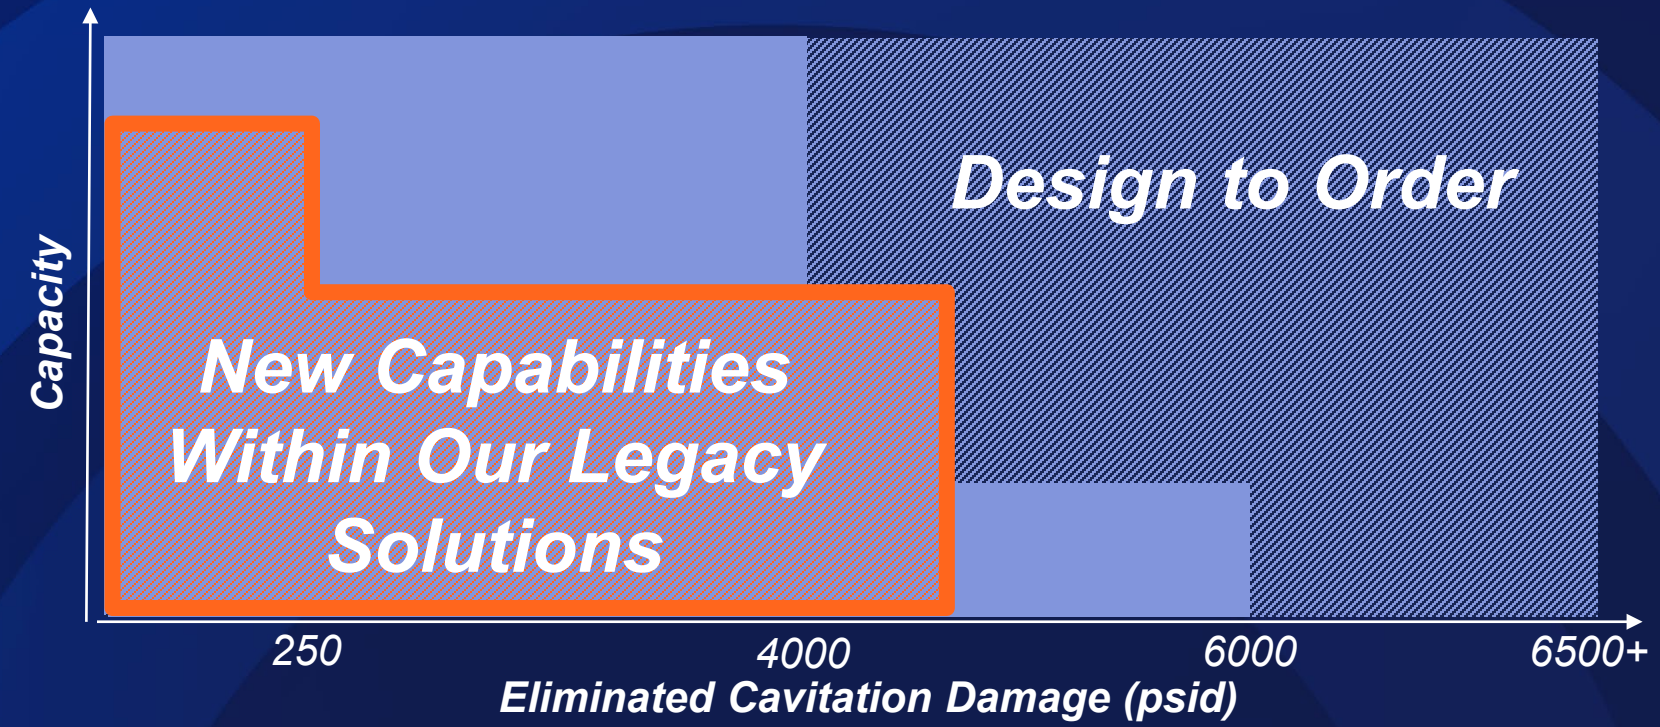 Capacity
Design to Order
New Capabilities
Within Our Legacy
Solutions
250
4000
6000
6500+
Eliminated Cavitation Damage (psid)